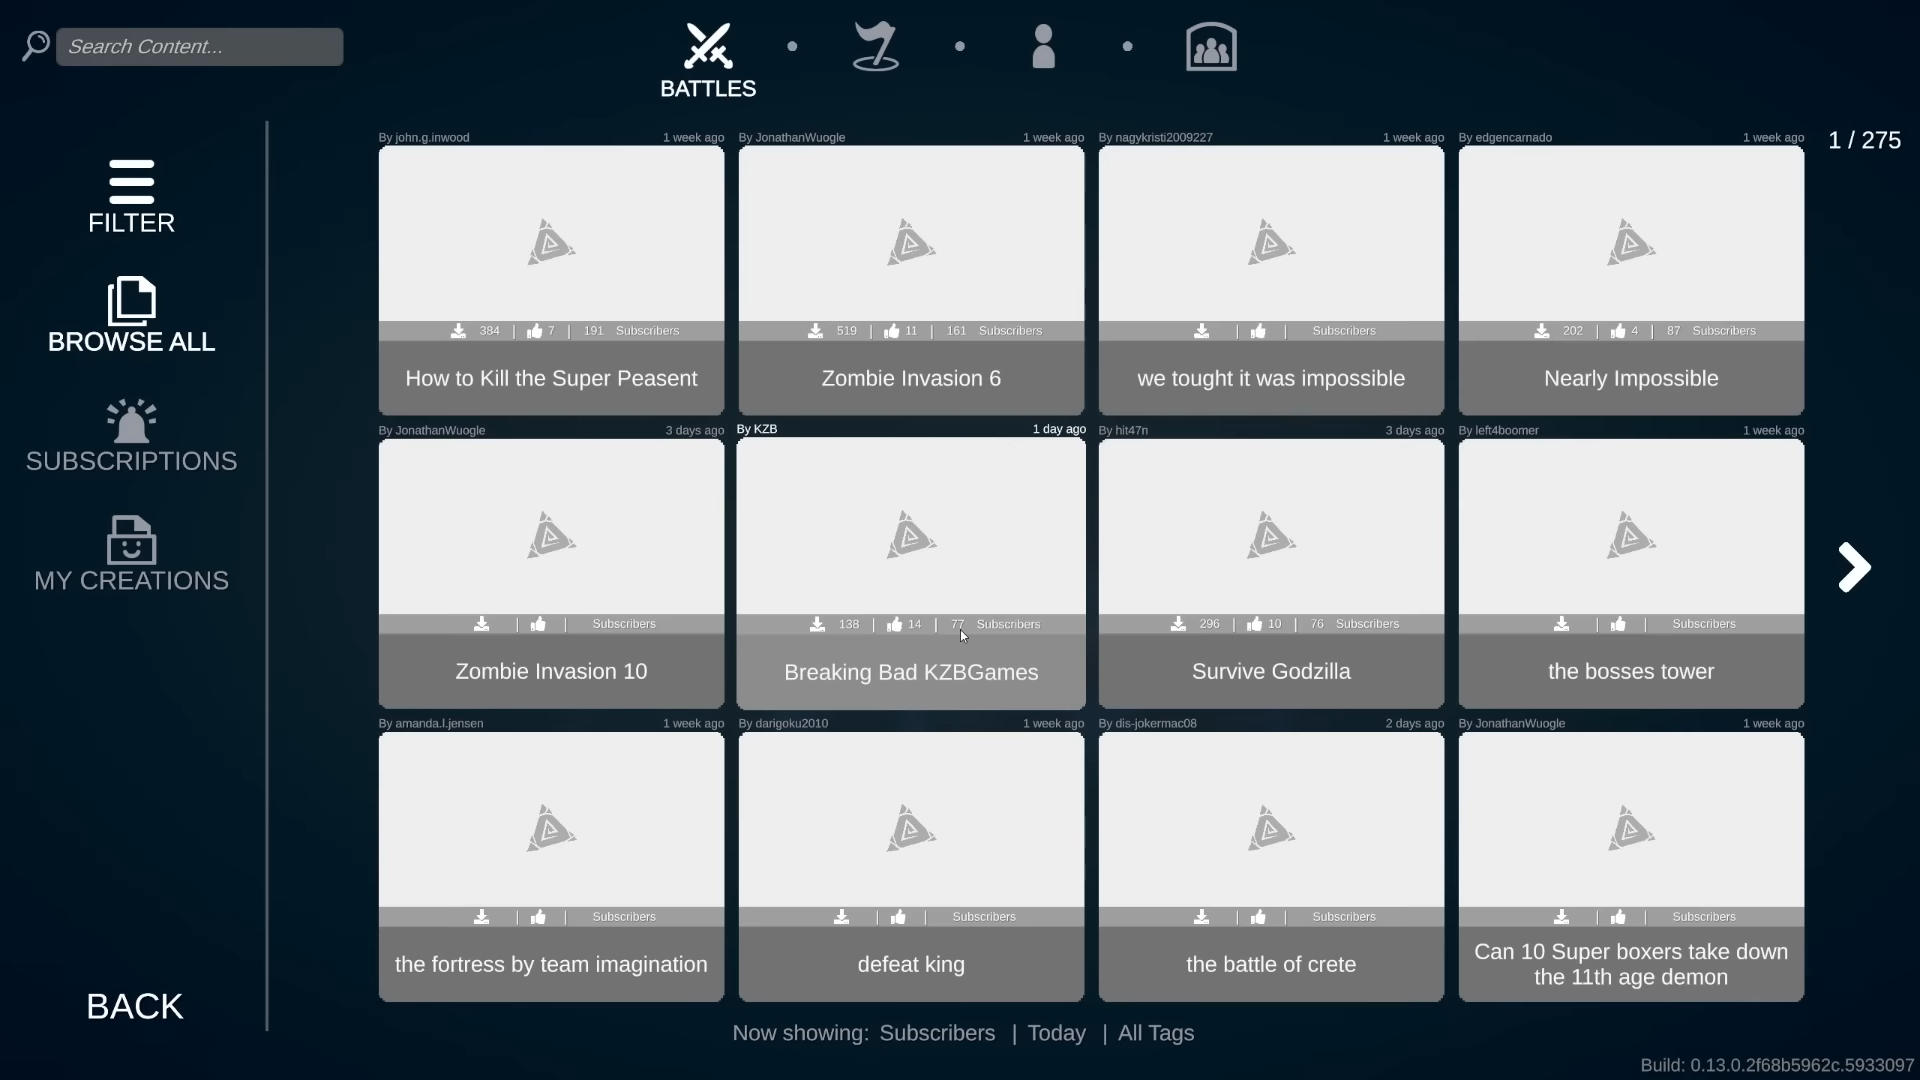 Search Content...
BATTLES
1 / 275
FILTER
BROWSE ALL
SUBSCRIPTIONS
MY CREATIONS
BACK
By john.g.inwood 1 week ago
384 | 7 | 191 Subscribers
How to Kill the Super Peasent
By JonathanWuogle 1 week ago
519 | 11 | 161 Subscribers
Zombie Invasion 6
By nagykristi2009227 1 week ago
| | Subscribers
we tought it was impossible
By edgencarnado 1 week ago
202 | 4 | 87 Subscribers
Nearly Impossible
By JonathanWuogle 3 days ago
| | Subscribers
Zombie Invasion 10
By KZB 1 day ago
138 | 14 | 77 Subscribers
Breaking Bad KZBGames
By hit47n 3 days ago
296 | 10 | 76 Subscribers
Survive Godzilla
By left4boomer 1 week ago
| | Subscribers
the bosses tower
By amanda.l.jensen 1 week ago
| | Subscribers
the fortress by team imagination
By darigoku2010 1 week ago
| | Subscribers
defeat king
By dis-jokermac08 2 days ago
| | Subscribers
the battle of crete
By JonathanWuogle 1 week ago
| | Subscribers
Can 10 Super boxers take down
the 11th age demon
Now showing: Subscribers | Today | All Tags
Build: 0.13.0.2f68b5962c.5933097